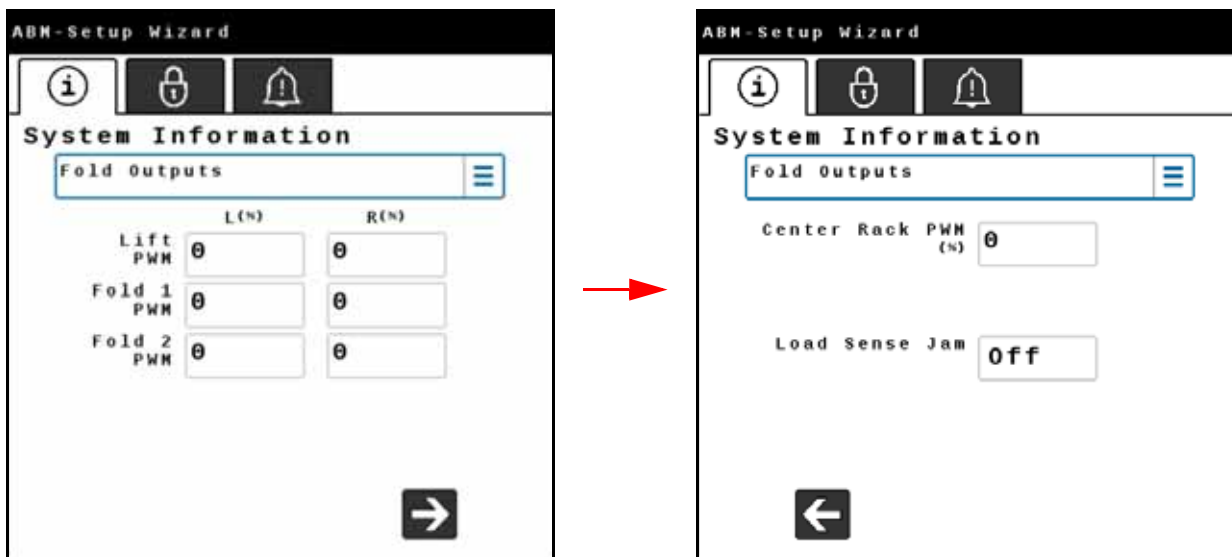 ABM-Setup Wizard
System Information
Fold Outputs
L(%) R(%)
Lift PWM 0 0
Fold 1 PWM 0 0
Fold 2 PWM 0 0
ABM-Setup Wizard
System Information
Fold Outputs
Center Rack PWM (%) 0
Load Sense Jam Off